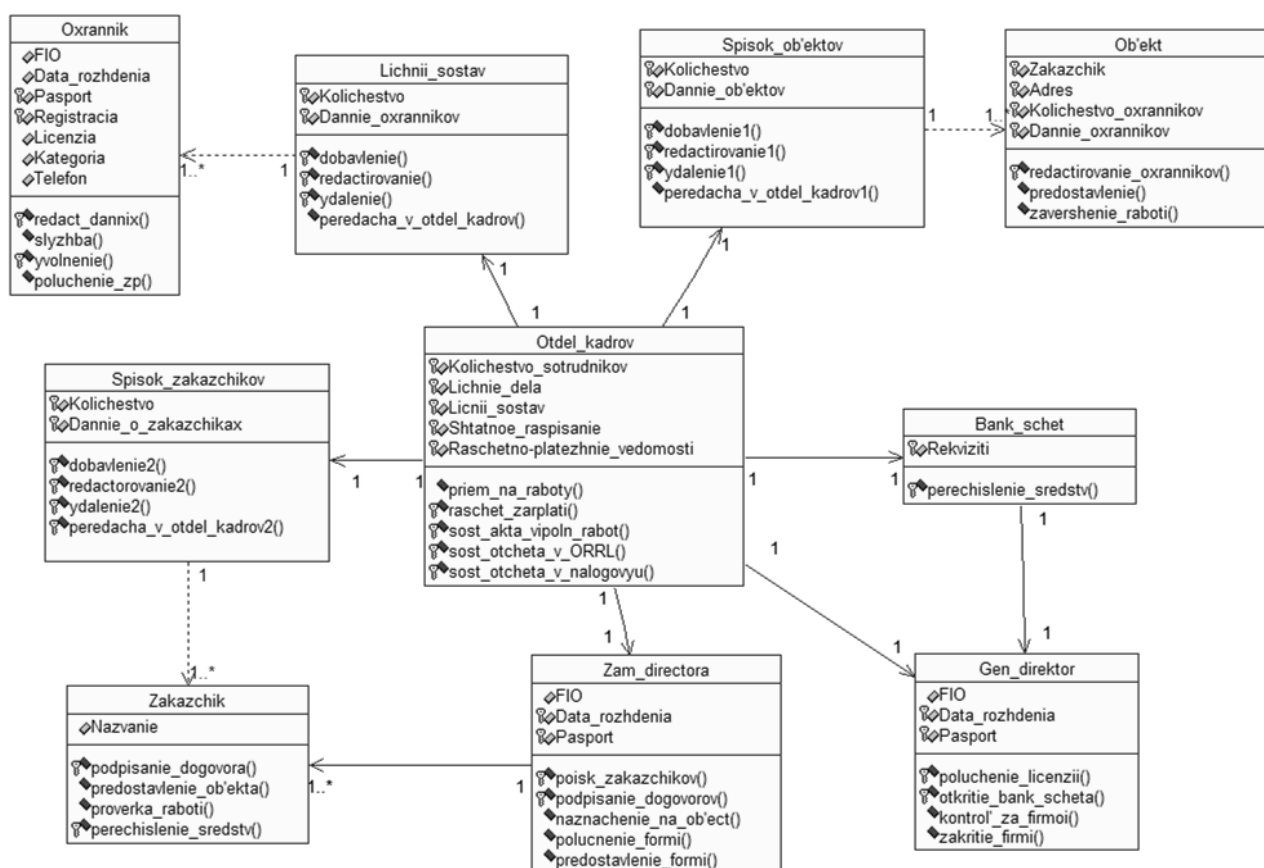 Oxrannik
FIO
Data_rozhdenia
Pasport
Registracia
Licenzia
Kategoria
Telefon
redact_dannix()
slyzhba()
yvolnenie()
poluchenie_zp()
1..*
1
Lichnii_sostav
Kolichestvo
Dannie_oxrannikov
dobavlenie()
redactirovanie()
ydalenie()
peredacha_v_otdel_kadrov()
1
1
Spisok_ob'ektov
Kolichestvo
Dannie_ob'ektov
dobavlenie1()
redactirovanie1()
ydalenie1()
peredacha_v_otdel_kadrov1()
1
1..*
1
1
Ob'ekt
Zakazchik
Adres
Kolichestvo_oxrannikov
Dannie_oxrannikov
redactirovanie_oxrannikov()
predostavlenie()
zavershenie_raboti()
Otdel_kadrov
Kolichestvo_sotrudnikov
Lichnie_dela
Licnii_sostav
Shtatnoe_raspisanie
Raschetno-platezhnie_vedomosti
priem_na_raboty()
raschet_zarplati()
sost_akta_vipoln_rabot()
sost_otcheta_v_ORRL()
sost_otcheta_v_nalogovyu()
Spisok_zakazchikov
Kolichestvo
Dannie_o_zakazchikax
dobavlenie2()
redactorovanie2()
ydalenie2()
peredacha_v_otdel_kadrov2()
1
1
1
1..*
Bank_schet
Rekviziti
perechislenie_sredstv()
1
1
1
1
1
1
1
1
Zakazchik
Nazvanie
podpisanie_dogovora()
predostavlenie_ob'ekta()
proverka_raboti()
perechislenie_sredstv()
1..*
1
Zam_directora
FIO
Data_rozhdenia
Pasport
poisk_zakazchikov()
podpisanie_dogovorov()
naznachenie_na_ob'ect()
polucnenie_formi()
predostavlenie_formi()
Gen_direktor
FIO
Data_rozhdenia
Pasport
poluchenie_licenzii()
otkritie_bank_scheta()
kontrol'_za_firmoi()
zakritie_firmi()